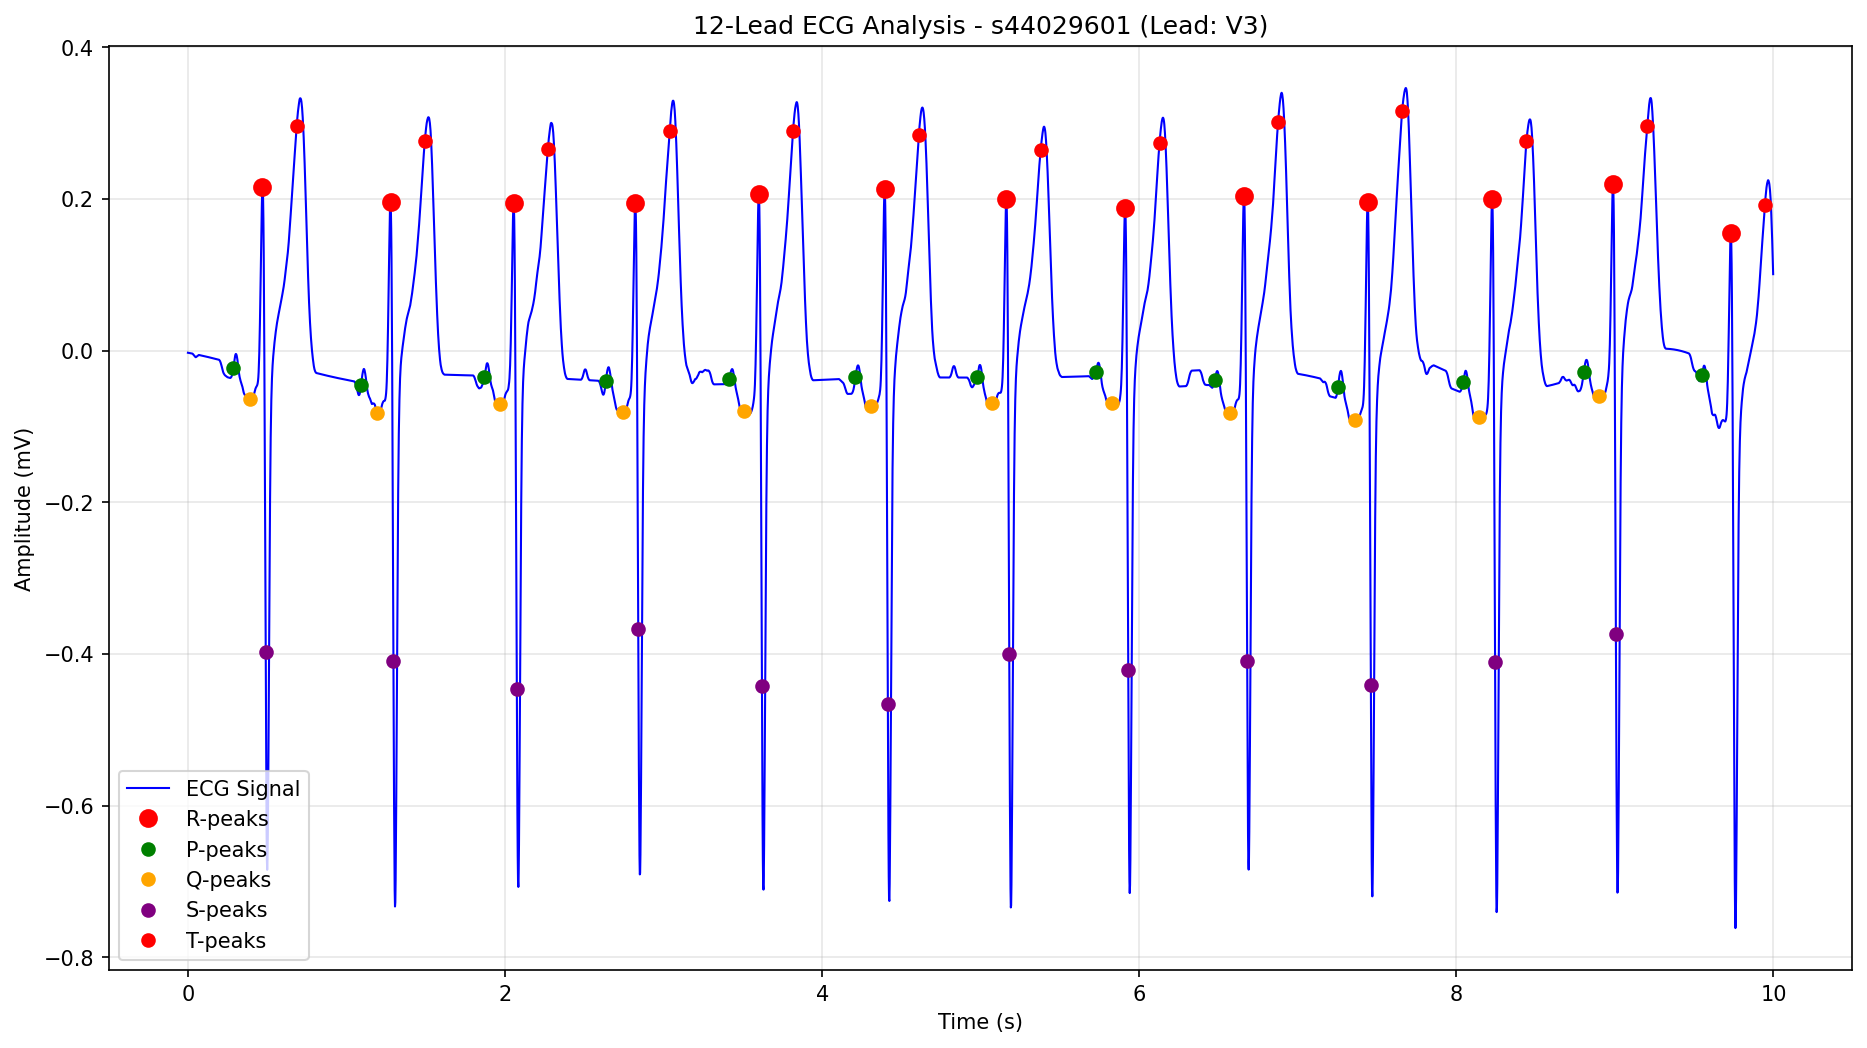 12-Lead ECG Analysis - s44029601 (Lead: V3)
Amplitude (mV)
0.4
0.2
0.0
−0.2
−0.4
−0.6
−0.8
ECG Signal
R-peaks
P-peaks
Q-peaks
S-peaks
T-peaks
0 2 4 6 8 10
Time (s)